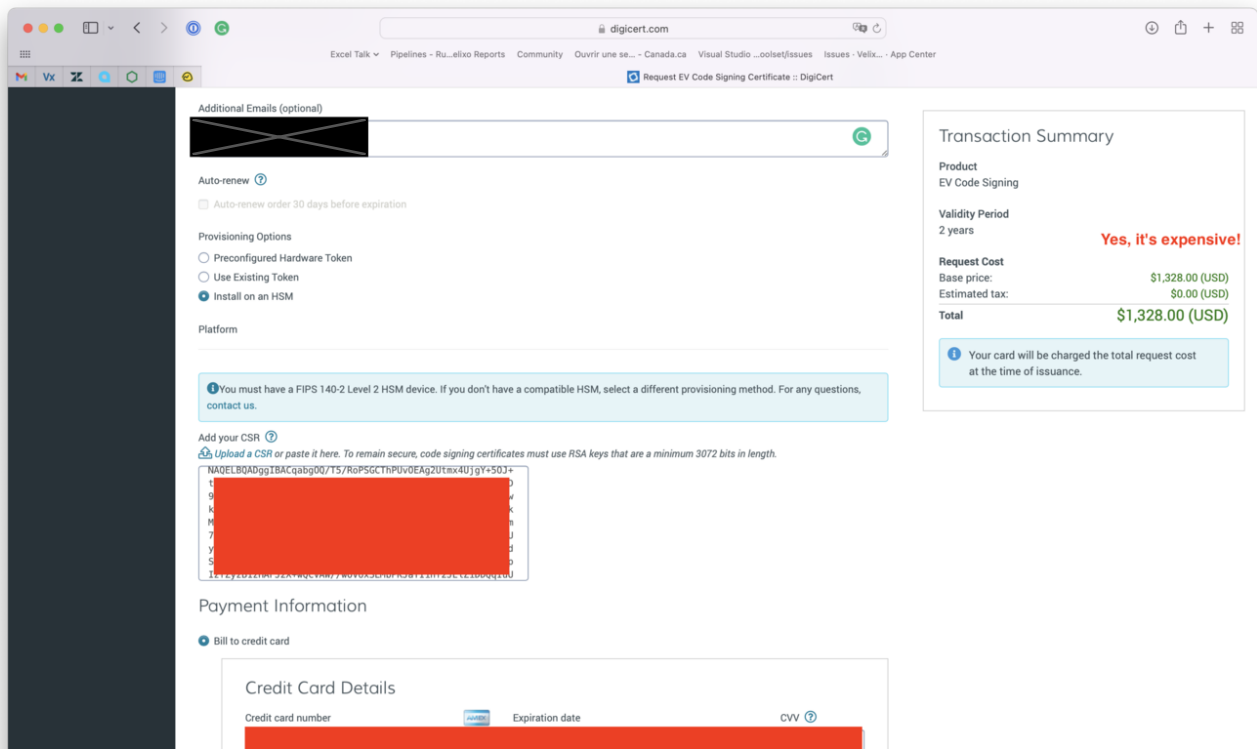 digicert.com
Excel Talk
Pipelines - Ru...elixo Reports
Community
Ouvrir une se... - Canada.ca
Visual Studio ...oolset/issues
Issues - Velix... - App Center
Vx
Request EV Code Signing Certificate :: DigiCert
Additional Emails (optional)
Auto-renew
Auto-renew order 30 days before expiration
Provisioning Options
Preconfigured Hardware Token
Use Existing Token
Install on an HSM
Platform
You must have a FIPS 140-2 Level 2 HSM device. If you don't have a compatible HSM, select a different provisioning method. For any questions,
contact us.
Add your CSR
Upload a CSR or paste it here. To remain secure, code signing certificates must use RSA keys that are a minimum 3072 bits in length.
NAQELBQADggIBACqabgOQ/T5/RoPSGCThPUvOEAg2Utmx4UjgY+5OJ+
Payment Information
Bill to credit card
Credit Card Details
Credit card number
AMEX
Expiration date
CVV
Transaction Summary
Product
EV Code Signing
Validity Period
2 years
Yes, it's expensive!
Request Cost
Base price: $1,328.00 (USD)
Estimated tax: $0.00 (USD)
Total $1,328.00 (USD)
Your card will be charged the total request cost
at the time of issuance.